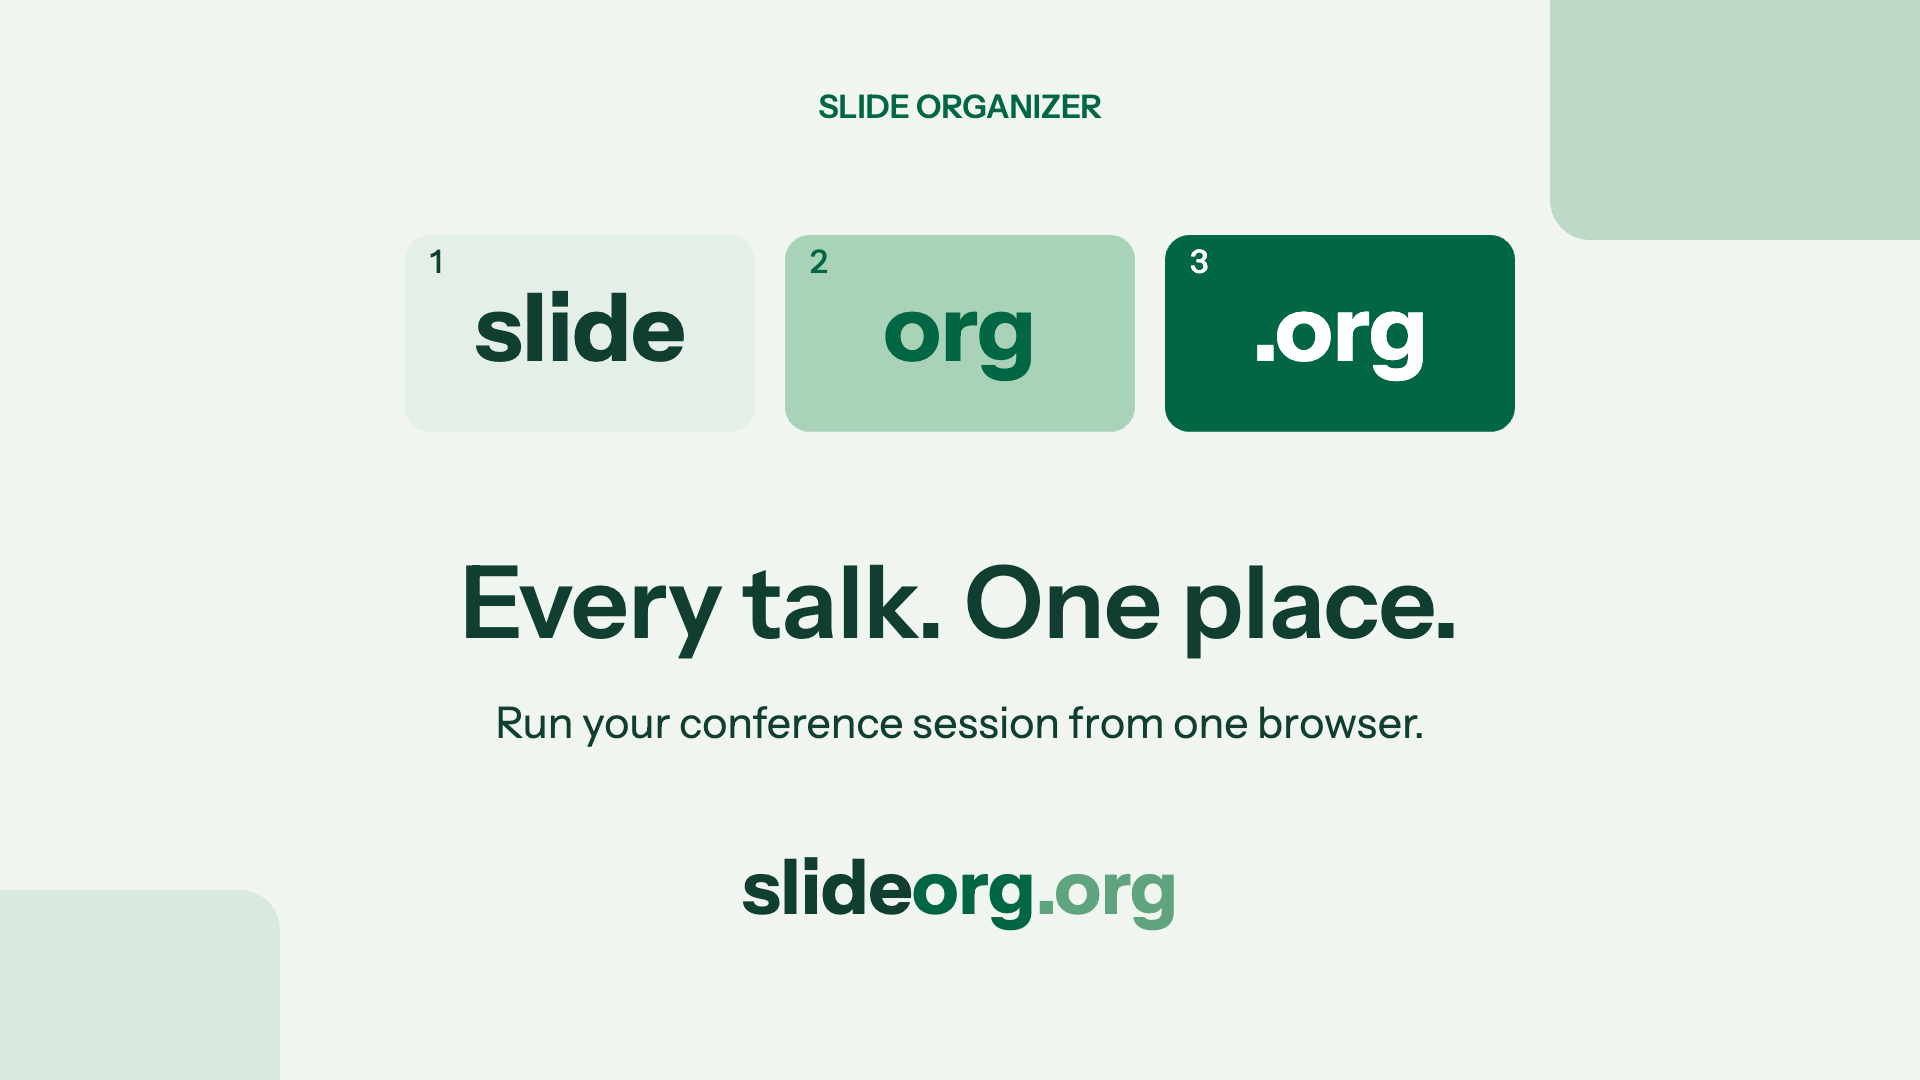 SLIDE ORGANIZER
1
slide
2
org
3
.org
Every talk. One place.
Run your conference session from one browser.
slideorg.org